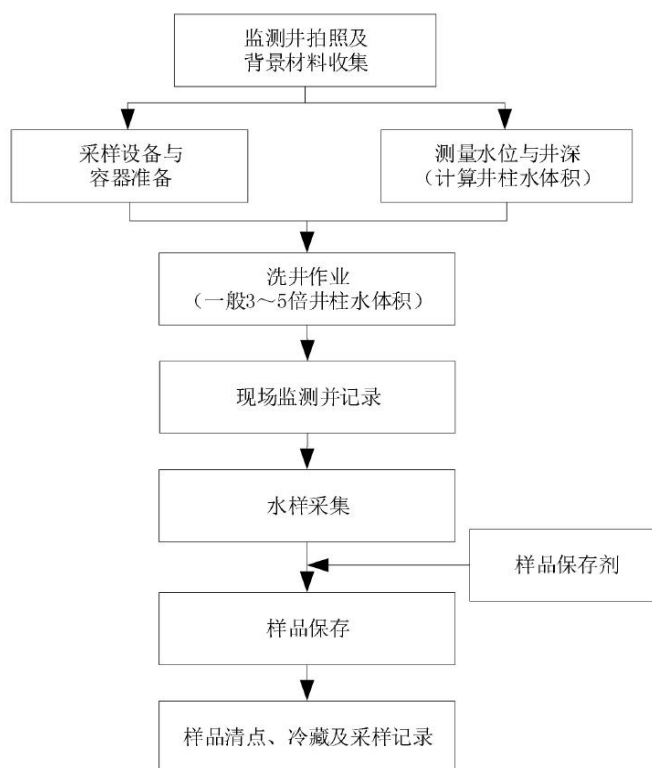 监测井拍照及
背景材料收集
采样设备与
容器准备
测量水位与井深
（计算井柱水体积）
洗井作业
（一般3～5倍井柱水体积）
现场监测并记录
水样采集
样品保存剂
样品保存
样品清点、冷藏及采样记录